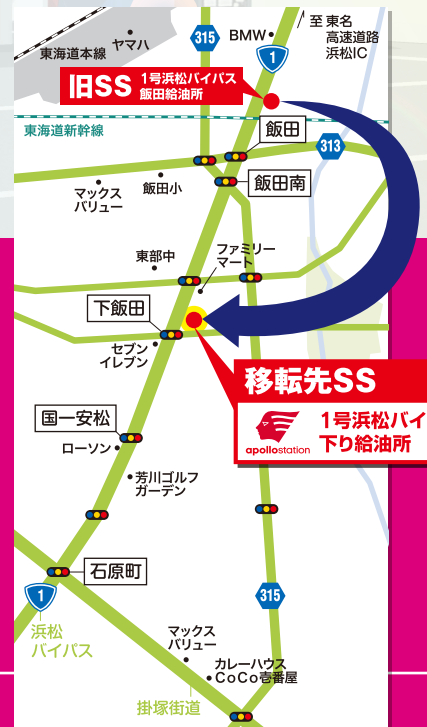 至 東名
高速道路
浜松IC
315
BMW
1
ヤマハ
東海道本線
旧SS 1号浜松バイパス
飯田給油所
東海道新幹線
飯田
313
飯田南
マックス
バリュー
飯田小
東部中
ファミリー
マート
下飯田
セブン
イレブン
移転先SS
apollostation
1号浜松バイ
下り給油所
国一安松
ローソン
芳川ゴルフ
ガーデン
石原町
1
浜松
バイパス
315
マックス
バリュー
カレーハウス
CoCo壱番屋
掛塚街道